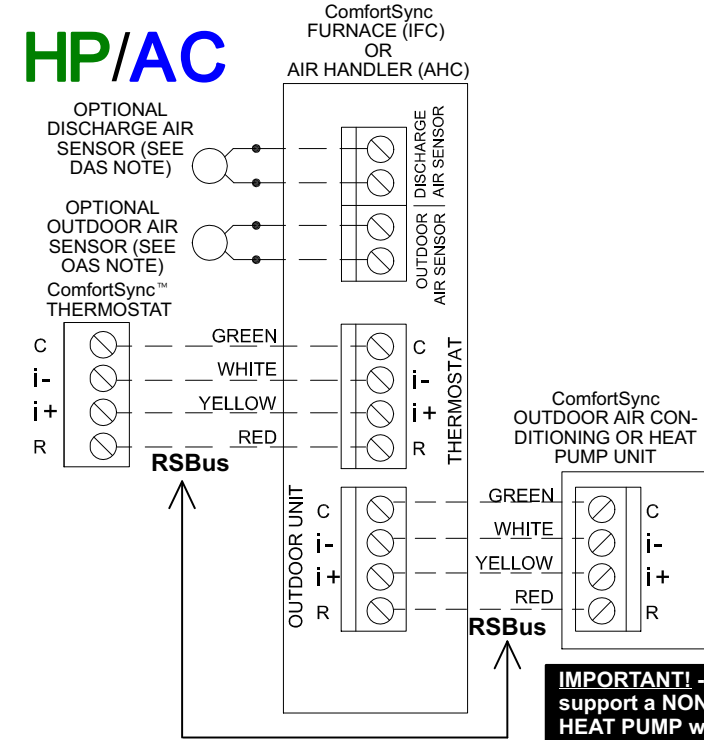 HP/AC
ComfortSync
FURNACE (IFC)
OR
AIR HANDLER (AHC)
OPTIONAL
DISCHARGE AIR
SENSOR (SEE
DAS NOTE)
DISCHARGE
AIR SENSOR
OPTIONAL
OUTDOOR AIR
SENSOR (SEE
OAS NOTE)
OUTDOOR
AIR SENSOR
ComfortSync™
THERMOSTAT
C
i-
i+
R
GREEN
WHITE
YELLOW
RED
RSBus
C
i-
i+
R
THERMOSTAT
OUTDOOR UNIT
C
i-
i+
R
GREEN
WHITE
YELLOW
RED
RSBus
ComfortSync
OUTDOOR AIR CON-
DITIONING OR HEAT
PUMP UNIT
C
i-
i+
R
IMPORTANT! -
support a NON
HEAT PUMP w